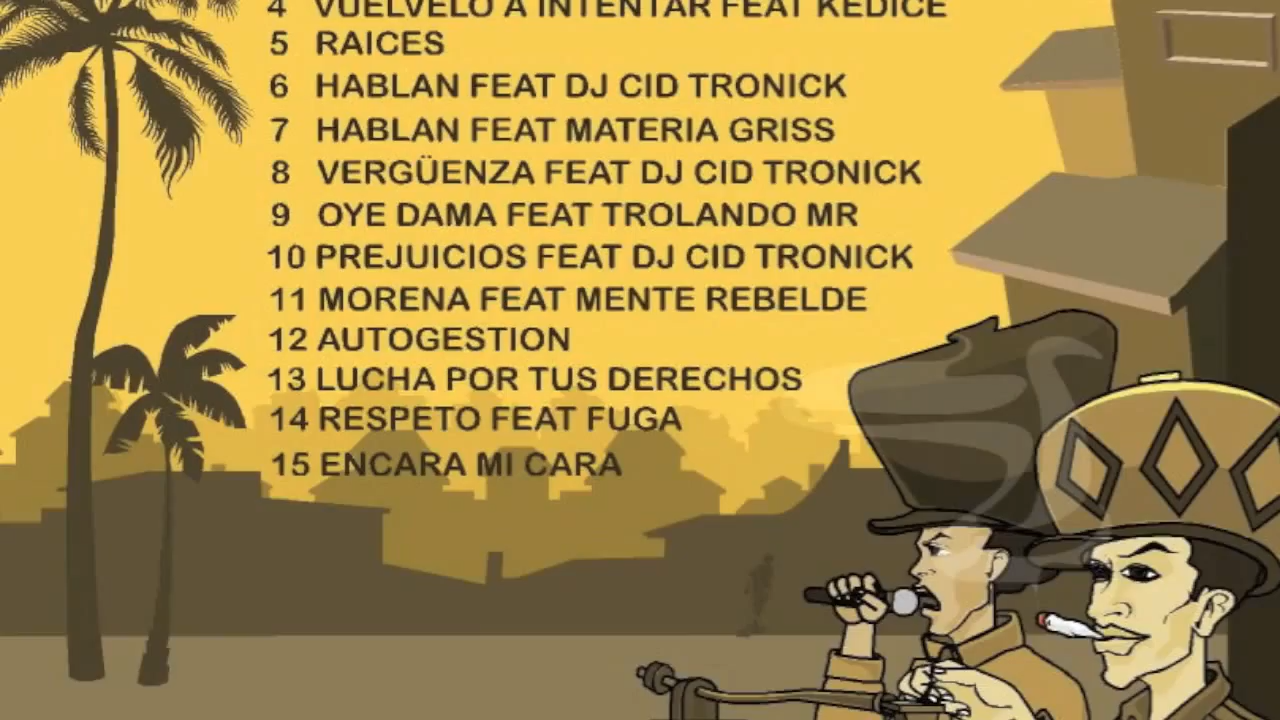 4 VUELVELO A INTENTAR FEAT KEDICE
5 RAICES
6 HABLAN FEAT DJ CID TRONICK
7 HABLAN FEAT MATERIA GRISS
8 VERGÜENZA FEAT DJ CID TRONICK
9 OYE DAMA FEAT TROLANDO MR
10 PREJUICIOS FEAT DJ CID TRONICK
11 MORENA FEAT MENTE REBELDE
12 AUTOGESTION
13 LUCHA POR TUS DERECHOS
14 RESPETO FEAT FUGA
15 ENCARA MI CARA